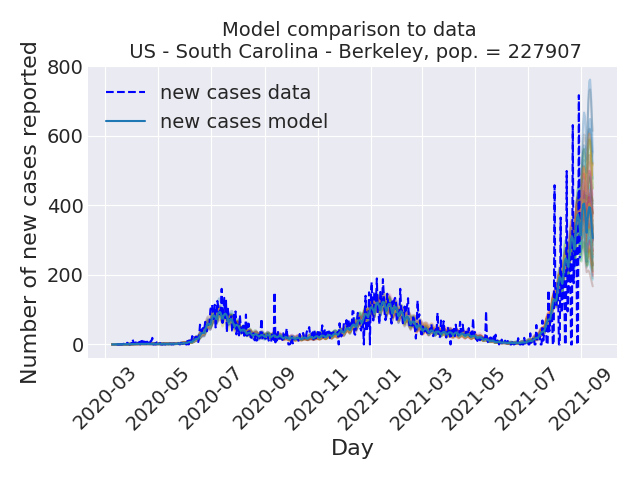 Model comparison to data
US - South Carolina - Berkeley, pop. = 227907
Number of new cases reported
800
600
400
200
0
new cases data
new cases model
2020-03
2020-05
2020-07
2020-09
2020-11
2021-01
2021-03
2021-05
2021-07
2021-09
Day